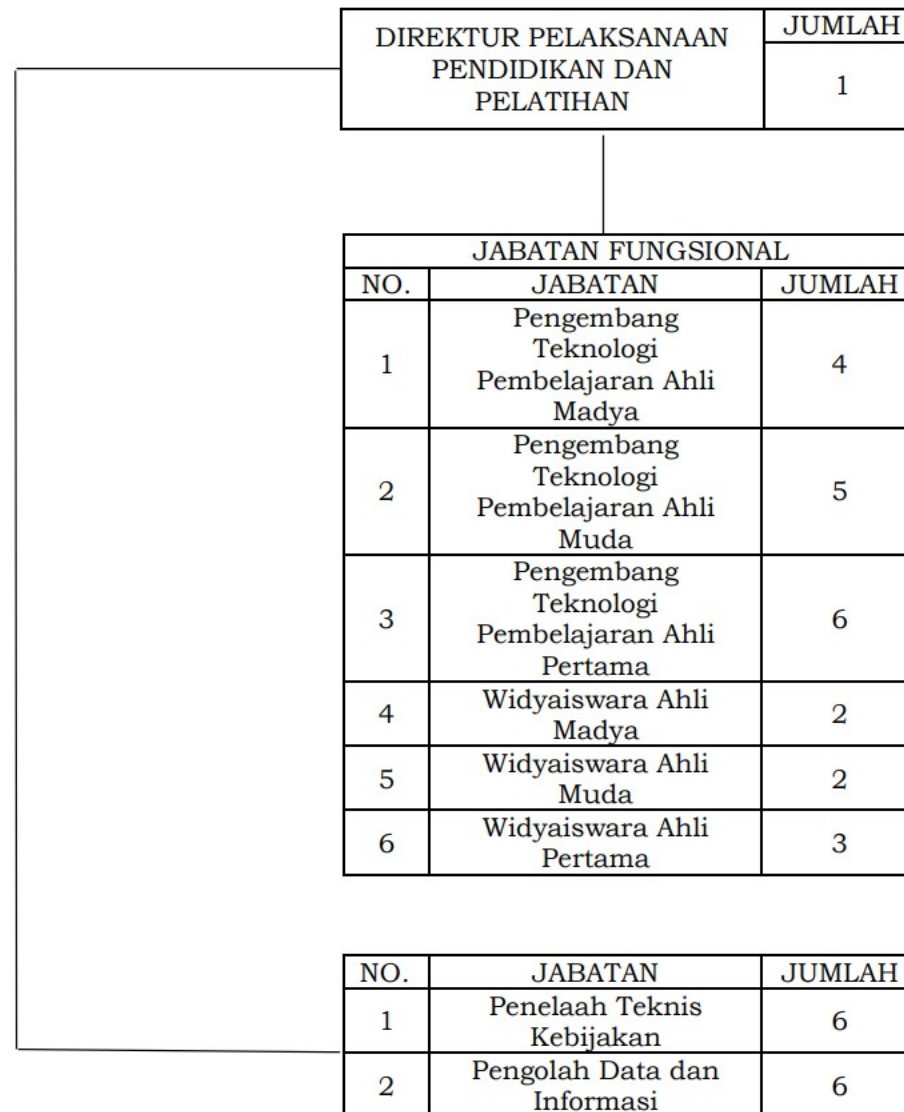 DIREKTUR PELAKSANAAN
PENDIDIKAN DAN
PELATIHAN
JUMLAH
1
JABATAN FUNGSIONAL
NO. JABATAN JUMLAH
1 Pengembang
Teknologi
Pembelajaran Ahli
Madya 4
2 Pengembang
Teknologi
Pembelajaran Ahli
Muda 5
3 Pengembang
Teknologi
Pembelajaran Ahli
Pertama 6
4 Widyaiswara Ahli
Madya 2
5 Widyaiswara Ahli
Muda 2
6 Widyaiswara Ahli
Pertama 3
NO. JABATAN JUMLAH
1 Penelaah Teknis
Kebijakan 6
2 Pengolah Data dan
Informasi 6